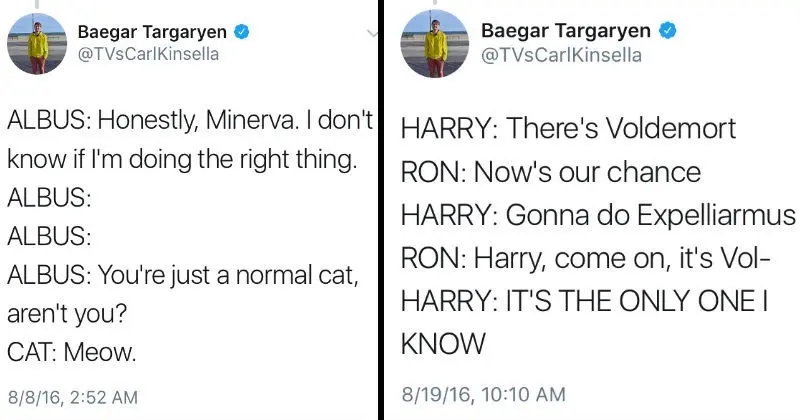 Baegar Targaryen
@TVsCarlKinsella
ALBUS: Honestly, Minerva. I don't
know if I'm doing the right thing.
ALBUS:
ALBUS:
ALBUS: You're just a normal cat,
aren't you?
CAT: Meow.
8/8/16, 2:52 AM
Baegar Targaryen
@TVsCarlKinsella
HARRY: There's Voldemort
RON: Now's our chance
HARRY: Gonna do Expelliarmus
RON: Harry, come on, it's Vol-
HARRY: IT'S THE ONLY ONE I
KNOW
8/19/16, 10:10 AM